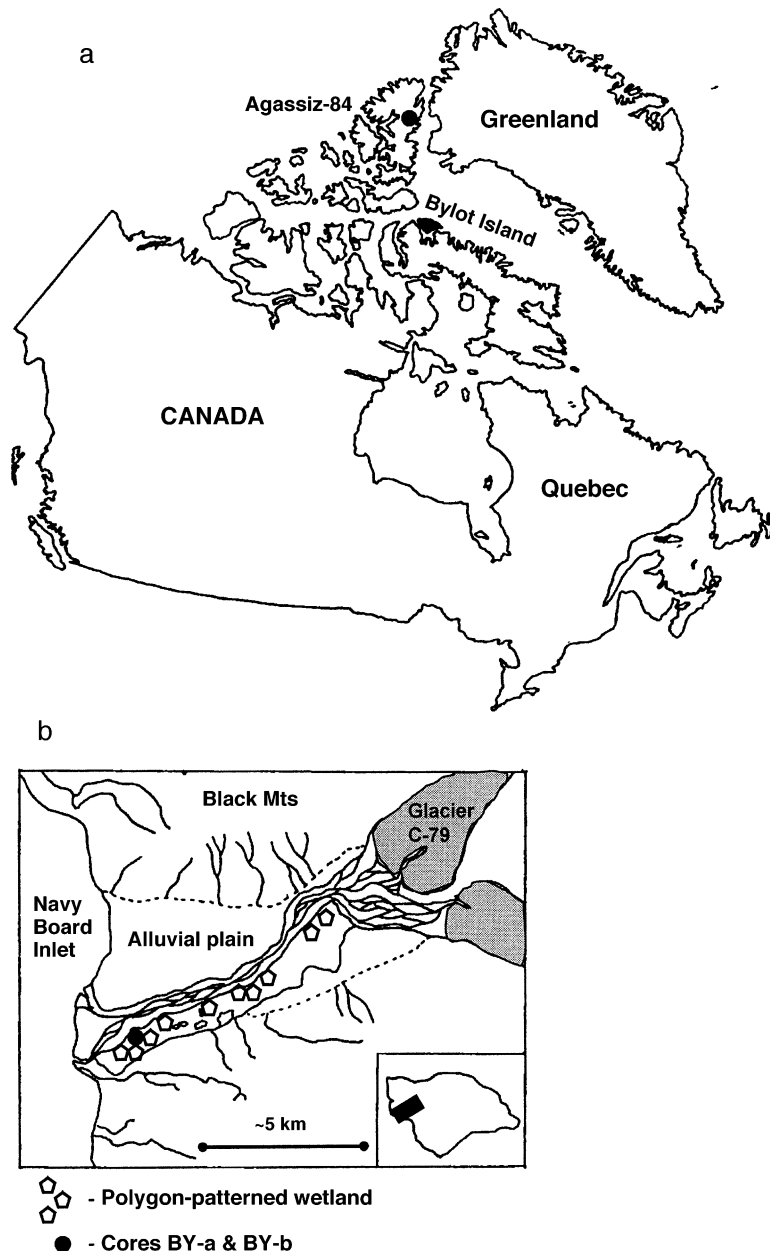 a
Agassiz-84
Greenland
Bylot Island
CANADA
Quebec
b
Black Mts
Glacier
C-79
Navy
Board
Inlet
Alluvial plain
~5 km
- Polygon-patterned wetland
- Cores BY-a & BY-b